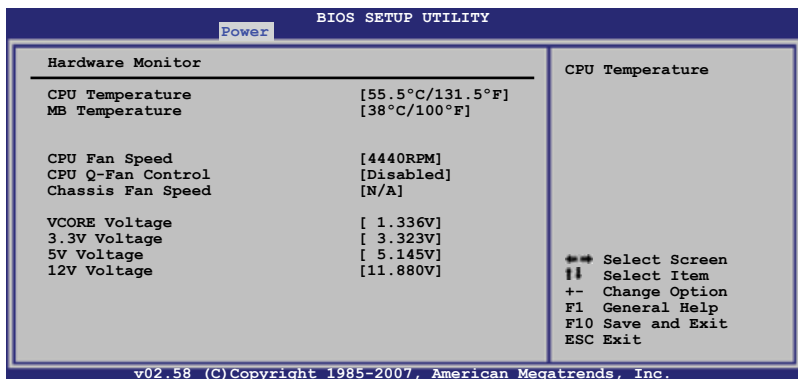 BIOS SETUP UTILITY
Power
Hardware Monitor
CPU Temperature [55.5°C/131.5°F]
MB Temperature [38°C/100°F]
CPU Fan Speed [4440RPM]
CPU Q-Fan Control [Disabled]
Chassis Fan Speed [N/A]
VCORE Voltage [ 1.336V]
3.3V Voltage [ 3.323V]
5V Voltage [ 5.145V]
12V Voltage [11.880V]
CPU Temperature
←→ Select Screen
↑↓ Select Item
+- Change Option
F1 General Help
F10 Save and Exit
ESC Exit
v02.58 (C)Copyright 1985-2007, American Megatrends, Inc.